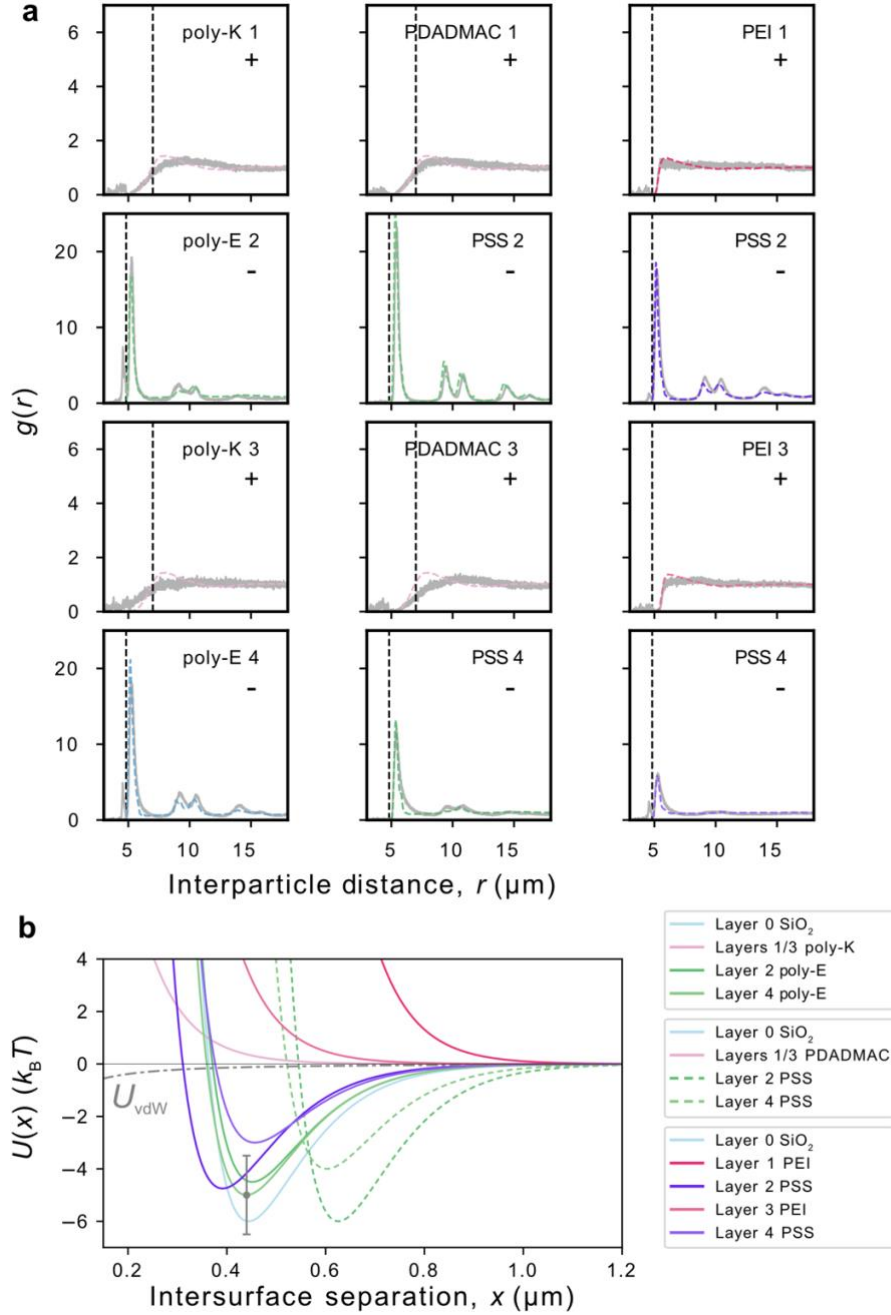 a
poly-K 1
+
PDADMAC 1
+
PEI 1
+
6
4
2
0
poly-E 2
-
PSS 2
-
PSS 2
-
20
10
0
g(r)
poly-K 3
+
PDADMAC 3
+
PEI 3
+
6
4
2
0
poly-E 4
-
PSS 4
-
PSS 4
-
20
10
0
5 10 15 5 10 15 5 10 15
Interparticle distance, r (μm)
b
4
2
0
−2
−4
−6
U(x) (k_BT)
U_vdW
0.2 0.4 0.6 0.8 1.0 1.2
Intersurface separation, x (μm)
Layer 0 SiO₂
Layers 1/3 poly-K
Layer 2 poly-E
Layer 4 poly-E
Layer 0 SiO₂
Layers 1/3 PDADMAC
Layer 2 PSS
Layer 4 PSS
Layer 0 SiO₂
Layer 1 PEI
Layer 2 PSS
Layer 3 PEI
Layer 4 PSS